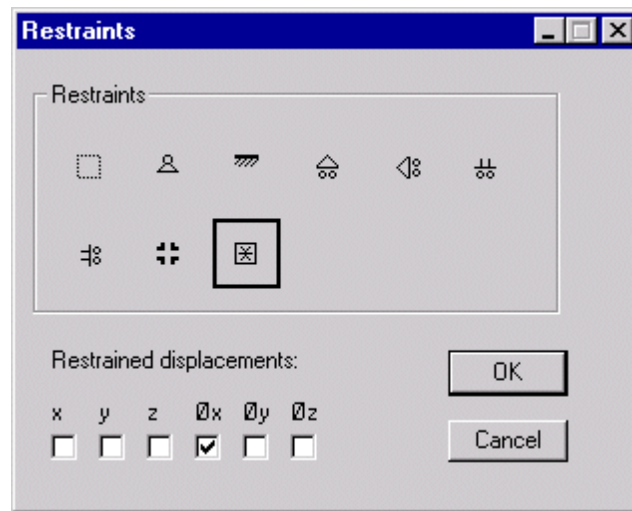 Restraints
Restraints
Restrained displacements:
x y z Øx Øy Øz
OK
Cancel